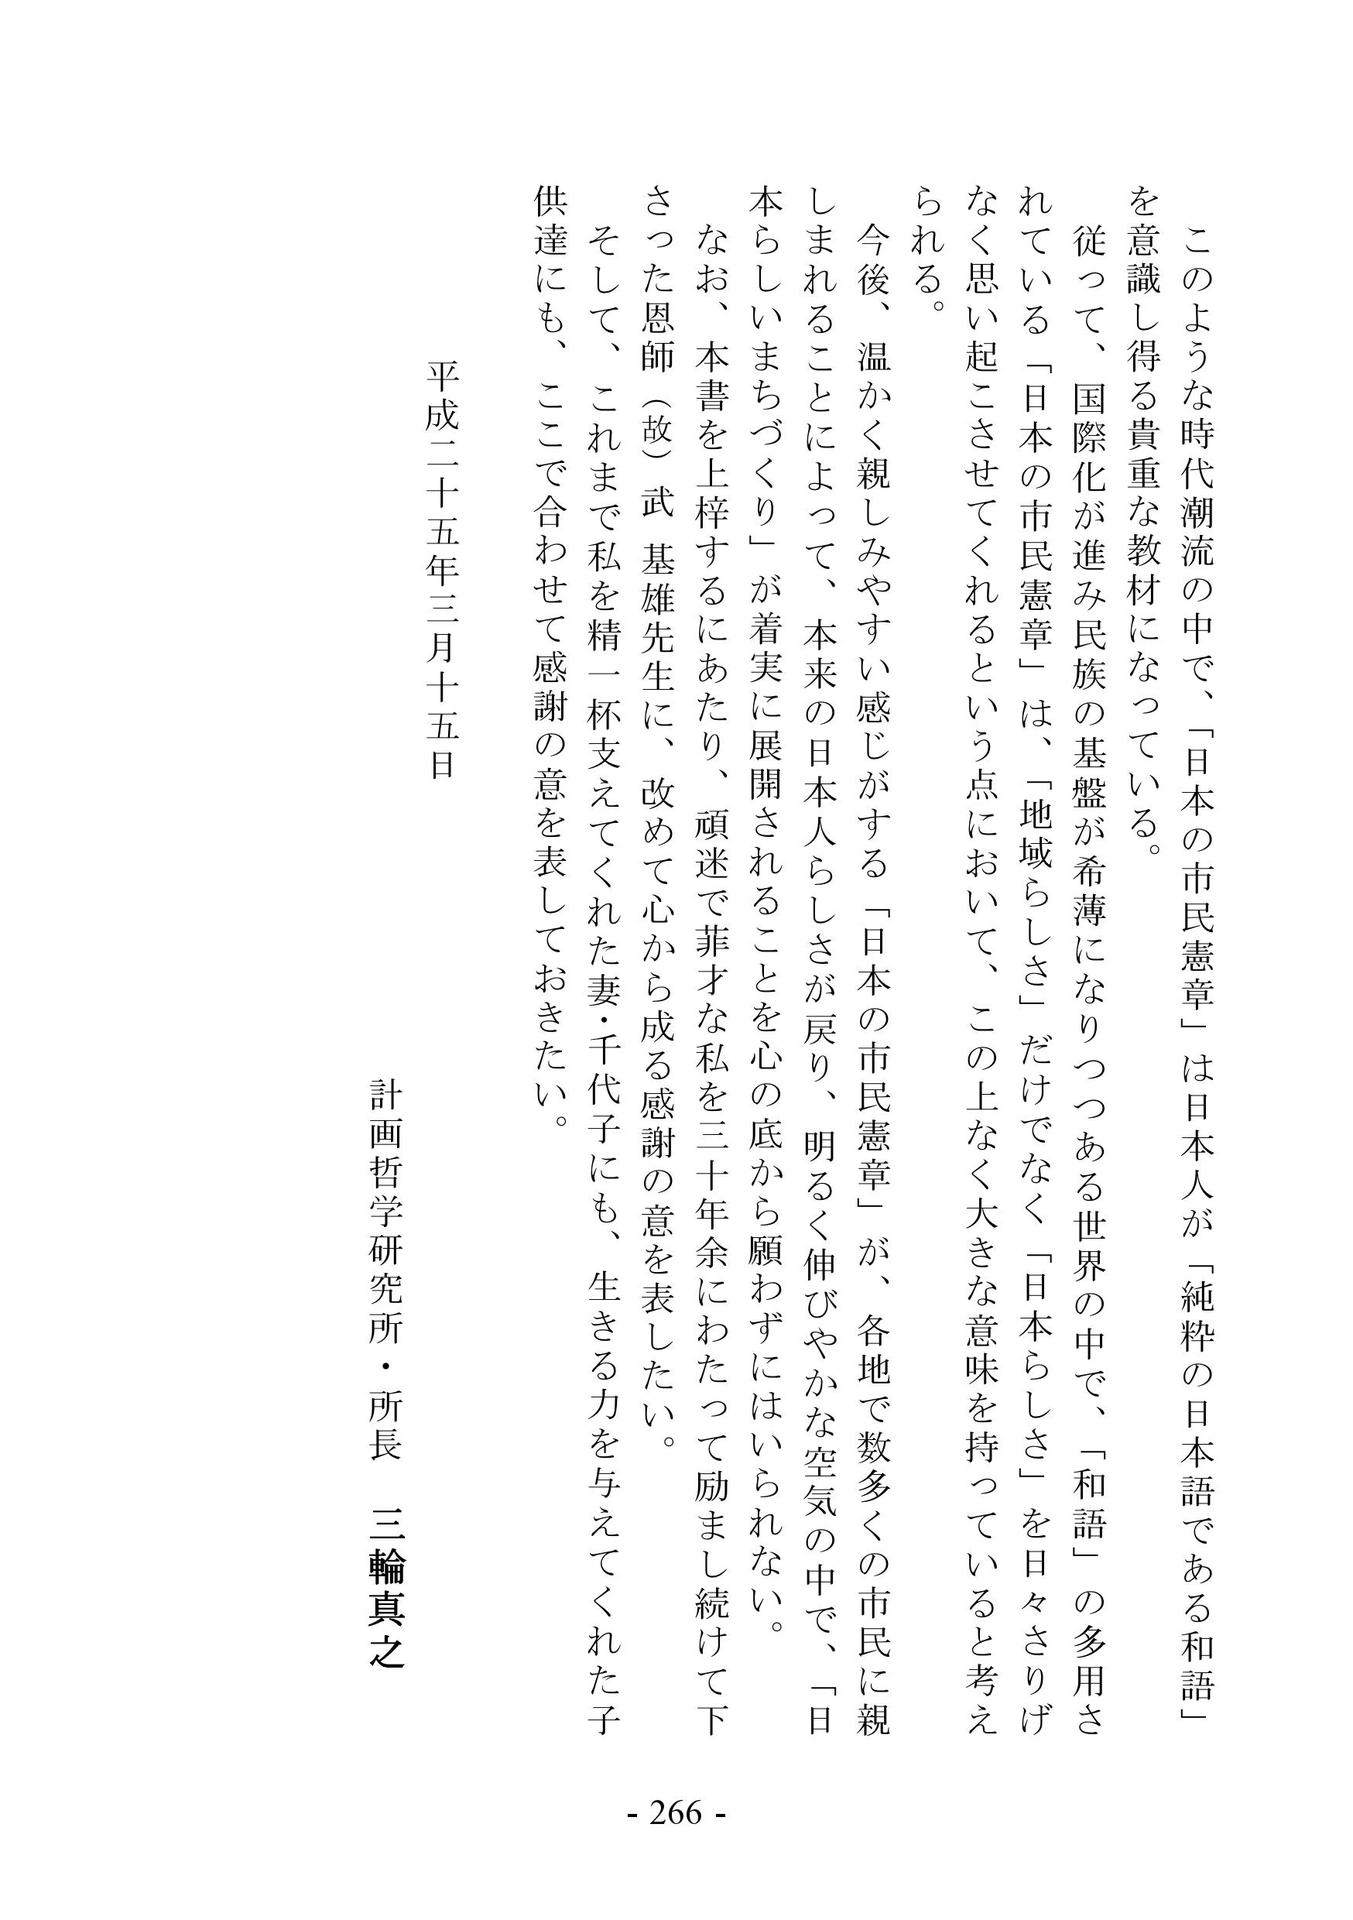 このような時代潮流の中で、「日本の市民憲章」は日本人が「純粋の日本語である和語」
を意識し得る貴重な教材になっている。
　従って、国際化が進み民族の基盤が希薄になりつつある世界の中で、「和語」の多用さ
れている「日本の市民憲章」は、「地域らしさ」だけでなく「日本らしさ」を日々さりげ
なく思い起こさせてくれるという点において、この上なく大きな意味を持っていると考え
られる。
　今後、温かく親しみやすい感じがする「日本の市民憲章」が、各地で数多くの市民に親
しまれることによって、本来の日本人らしさが戻り、明るく伸びやかな空気の中で、「日
本らしいまちづくり」が着実に展開されることを心の底から願わずにはいられない。
　なお、本書を上梓するにあたり、頑迷で菲才な私を三十年余にわたって励まし続けて下
さった恩師（故）武 基雄先生に、改めて心から成る感謝の意を表したい。
　そして、これまで私を精一杯支えてくれた妻・千代子にも、生きる力を与えてくれた子
供達にも、ここで合わせて感謝の意を表しておきたい。
平成二十五年三月十五日
計画哲学研究所・所長　三輪真之
- 266 -